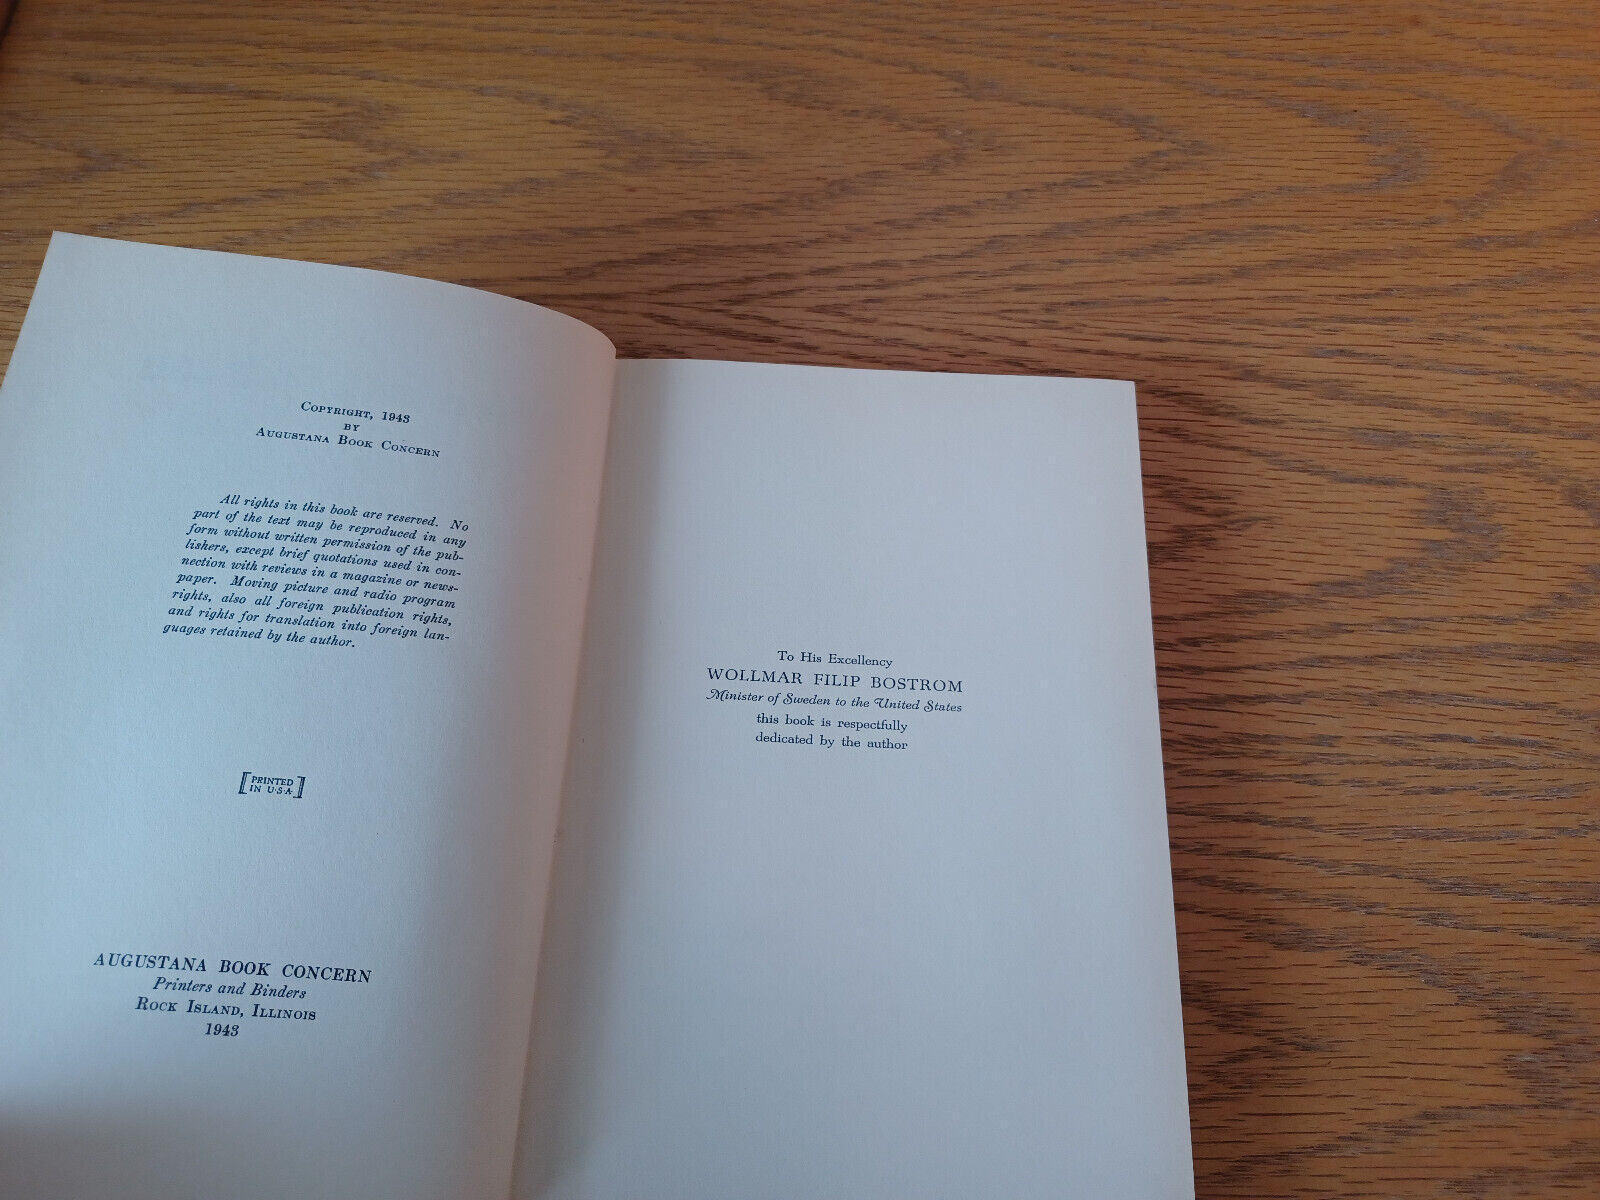 COPYRIGHT, 1943
BY
AUGUSTANA BOOK CONCERN
All rights in this book are reserved. No
part of the text may be reproduced in any
form without written permission of the pub-
lishers, except brief quotations used in con-
nection with reviews in a magazine or news-
paper. Moving picture and radio program
rights, also all foreign publication rights,
and rights for translation into foreign lan-
guages retained by the author.
[PRINTED
IN U·S·A·]
AUGUSTANA BOOK CONCERN
Printers and Binders
ROCK ISLAND, ILLINOIS
1943
To His Excellency
WOLLMAR FILIP BOSTROM
Minister of Sweden to the United States
this book is respectfully
dedicated by the author